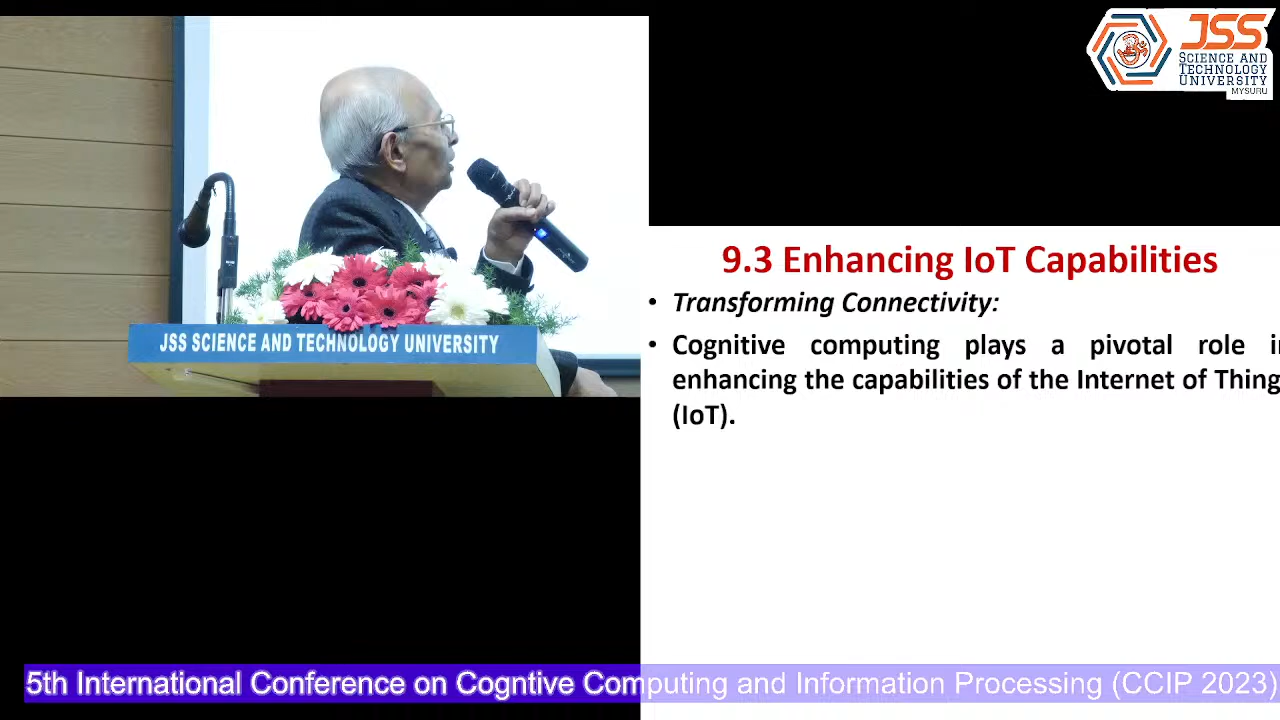 JSS
SCIENCE AND
TECHNOLOGY
UNIVERSITY
MYSURU
JSS SCIENCE AND TECHNOLOGY UNIVERSITY
9.3 Enhancing IoT Capabilities
• Transforming Connectivity:
• Cognitive computing plays a pivotal role in
enhancing the capabilities of the Internet of Thing
(IoT).
5th International Conference on Cogntive Computing and Information Processing (CCIP 2023)